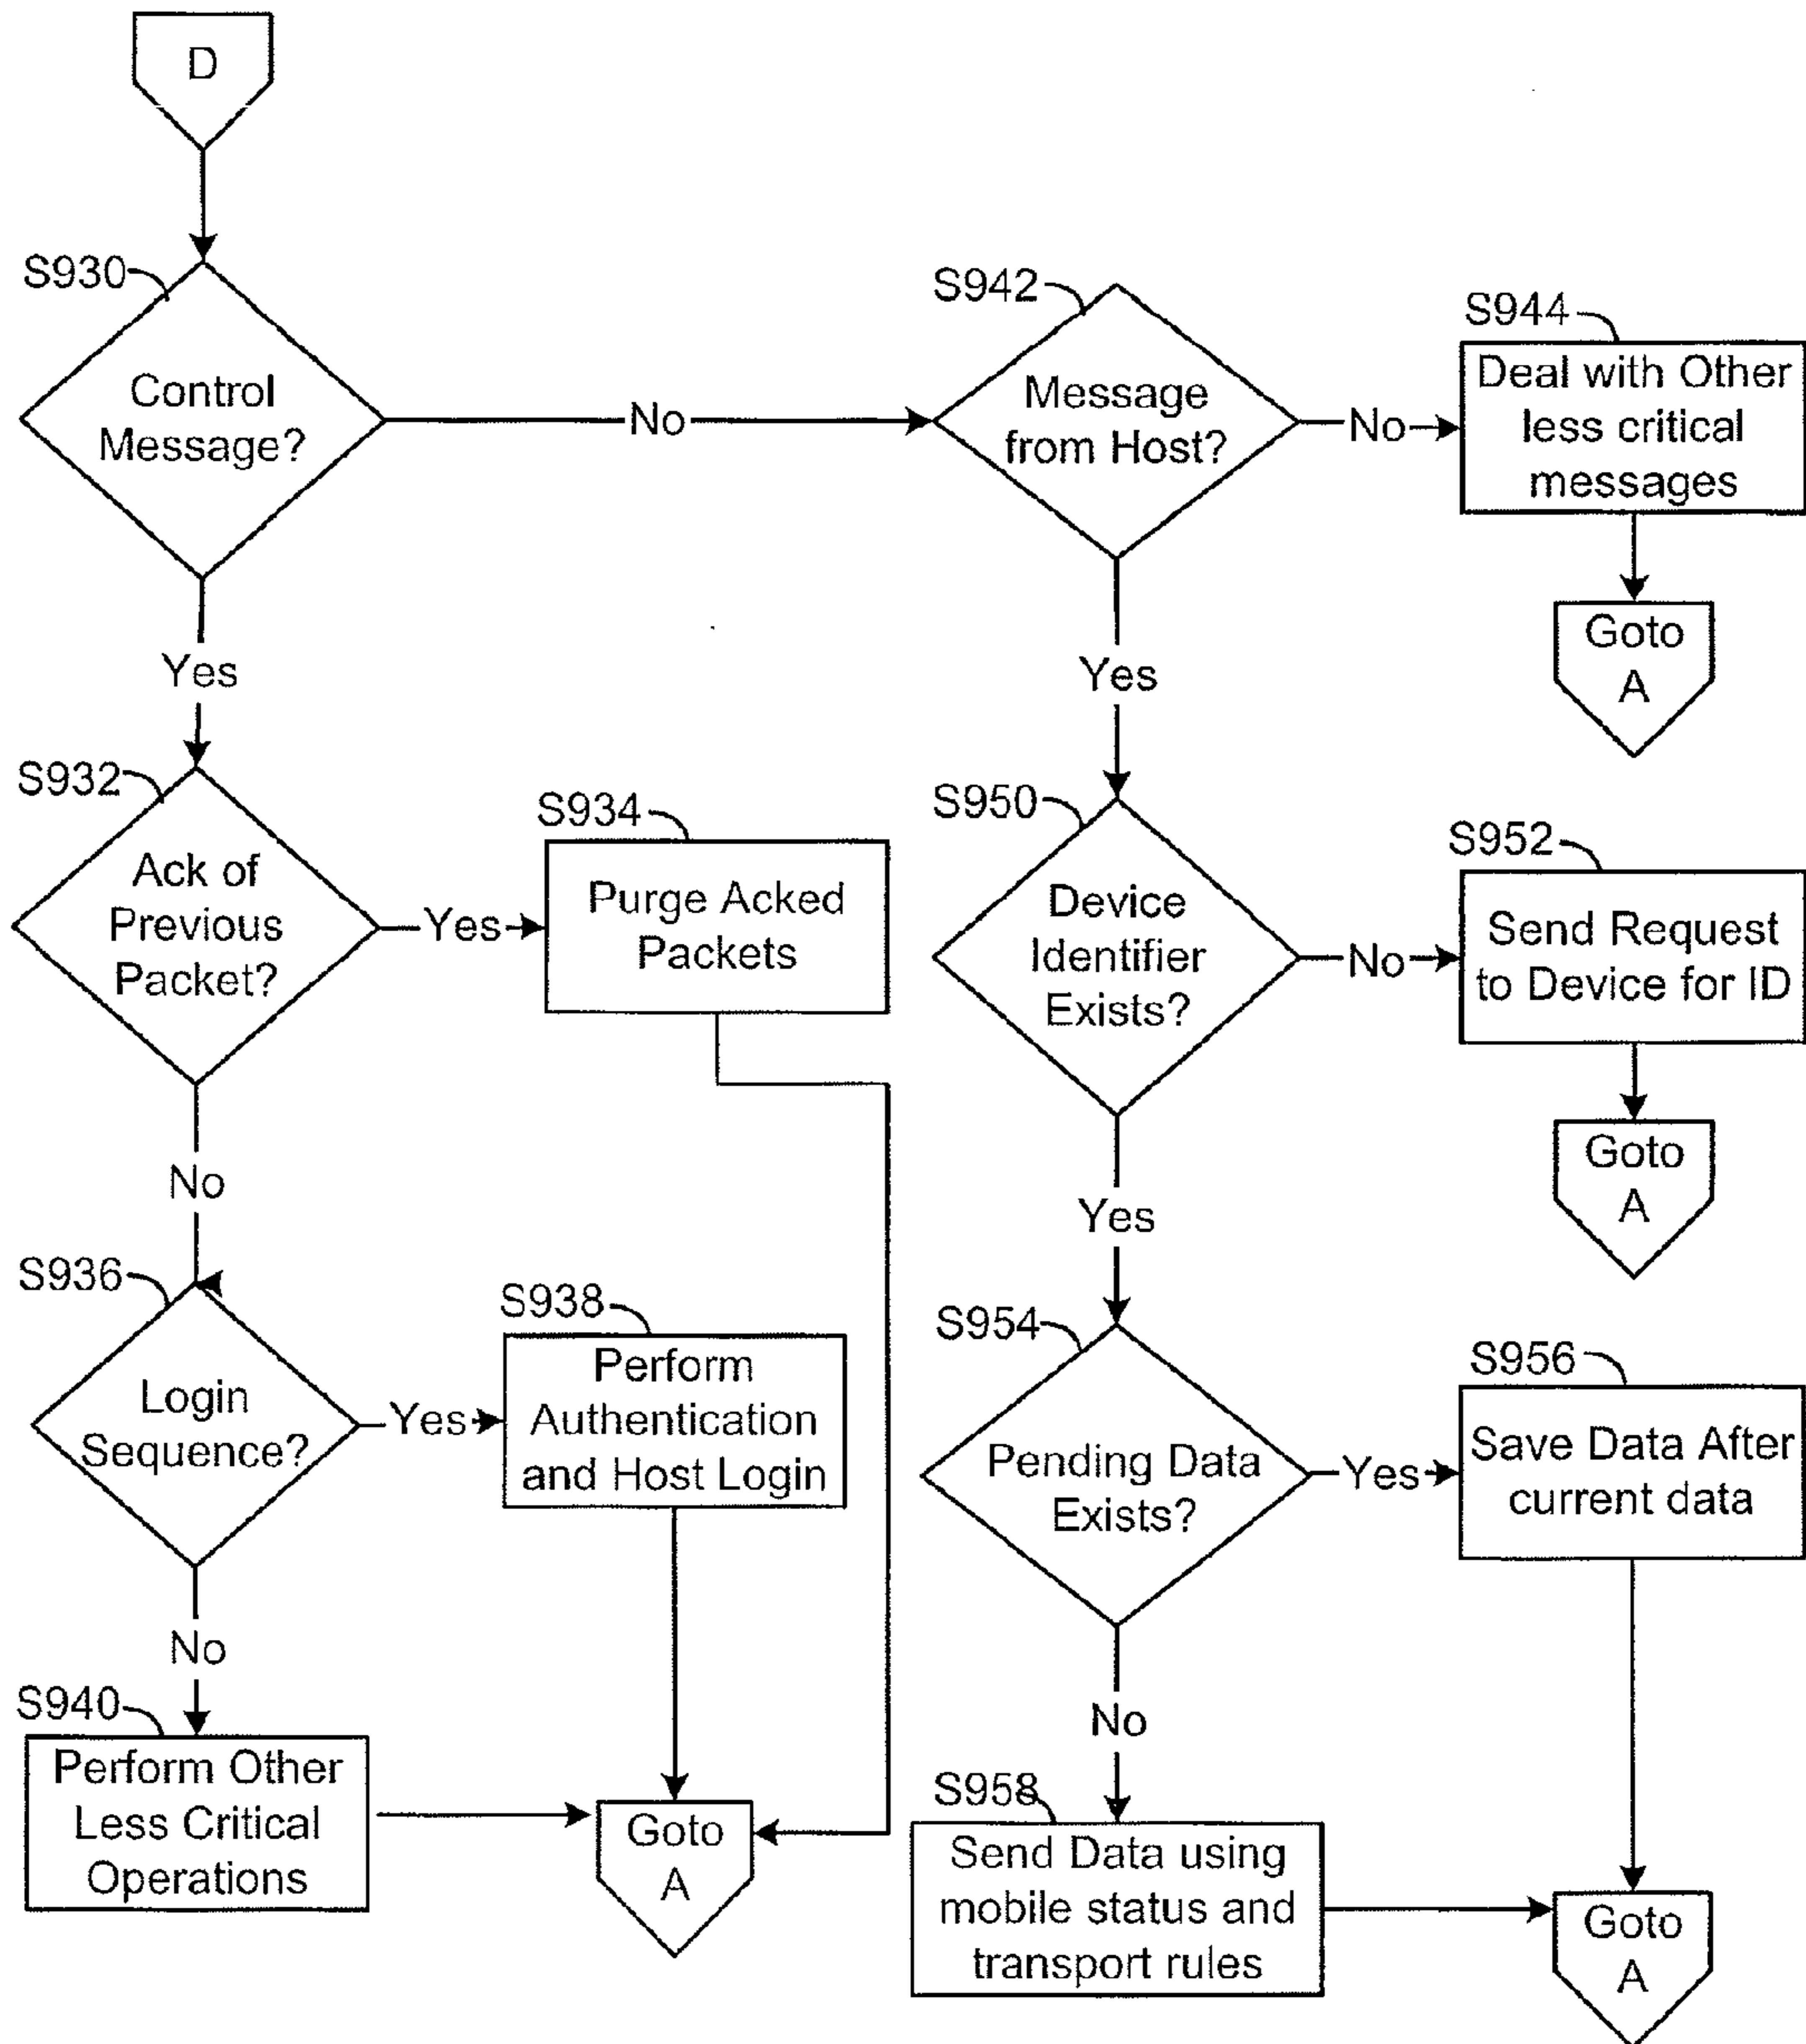 D
S930
Control
Message?
No
S942
Message
from Host?
No
S944
Deal with Other
less critical
messages
Goto
A
Yes
Yes
S932
Ack of
Previous
Packet?
Yes
S934
Purge Acked
Packets
S950
Device
Identifier
Exists?
No
S952
Send Request
to Device for ID
Goto
A
No
Yes
S936
Login
Sequence?
Yes
S938
Perform
Authentication
and Host Login
S954
Pending Data
Exists?
Yes
S956
Save Data After
current data
No
No
S940
Perform Other
Less Critical
Operations
Goto
A
S958
Send Data using
mobile status and
transport rules
Goto
A